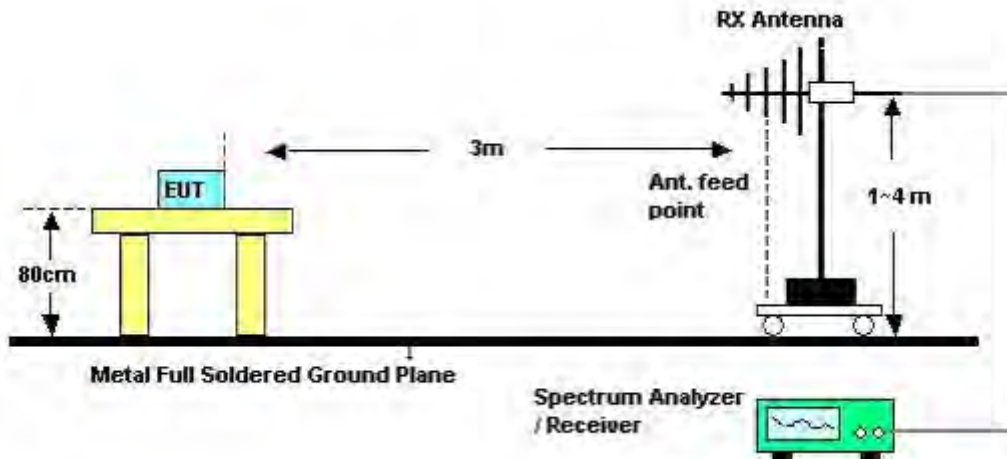 RX Antenna
3m
EUT
Ant. feed
point
1~4 m
80cm
Metal Full Soldered Ground Plane
Spectrum Analyzer
/ Receiver